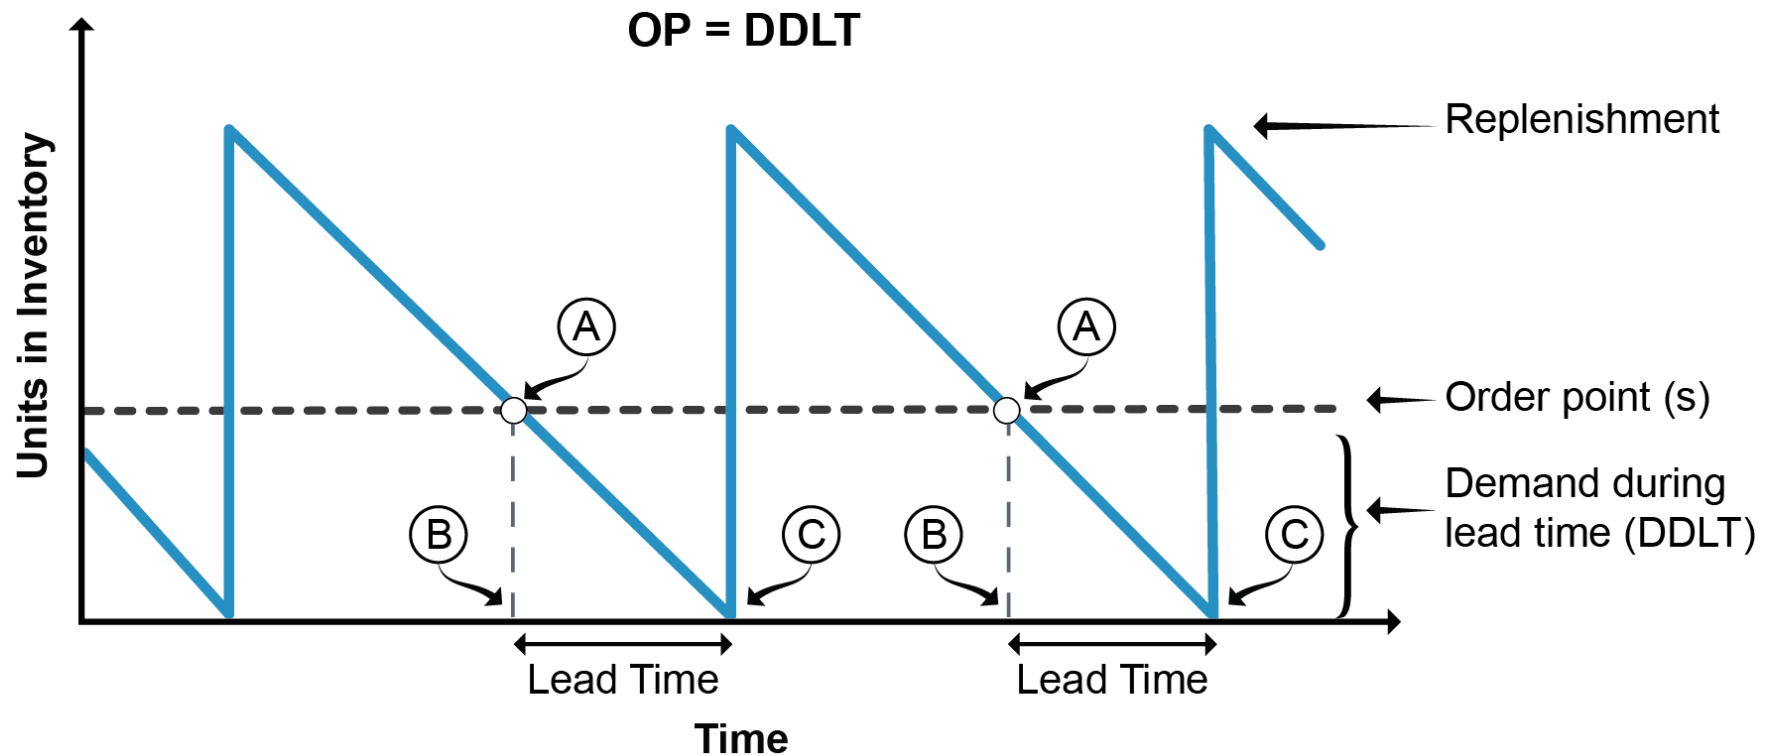 OP = DDLT
Replenishment
Units in Inventory
A
A
Order point (s)
Demand during
lead time (DDLT)
B
C
B
C
Lead Time
Lead Time
Time